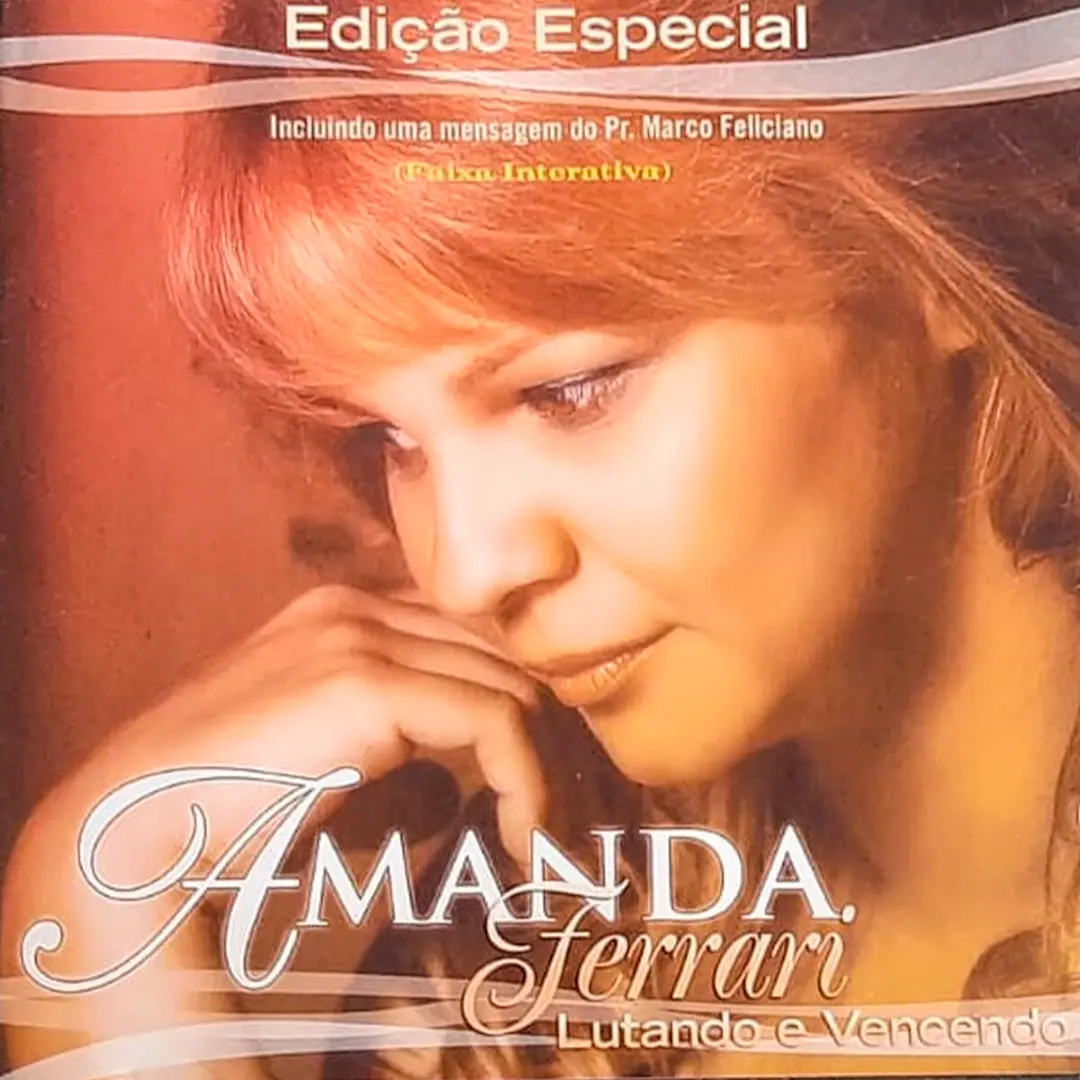 Edição Especial
Incluindo uma mensagem do Pr. Marco Feliciano
(Faixa Interativa)
AMANDA
Ferrari
Lutando e Vencendo